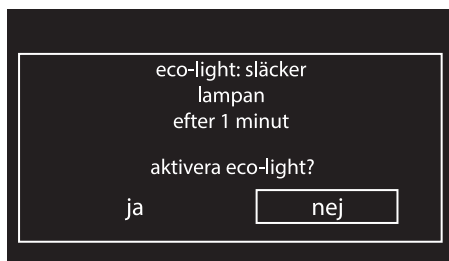 eco-light: släcker
lampan
efter 1 minut
aktivera eco-light?
ja nej